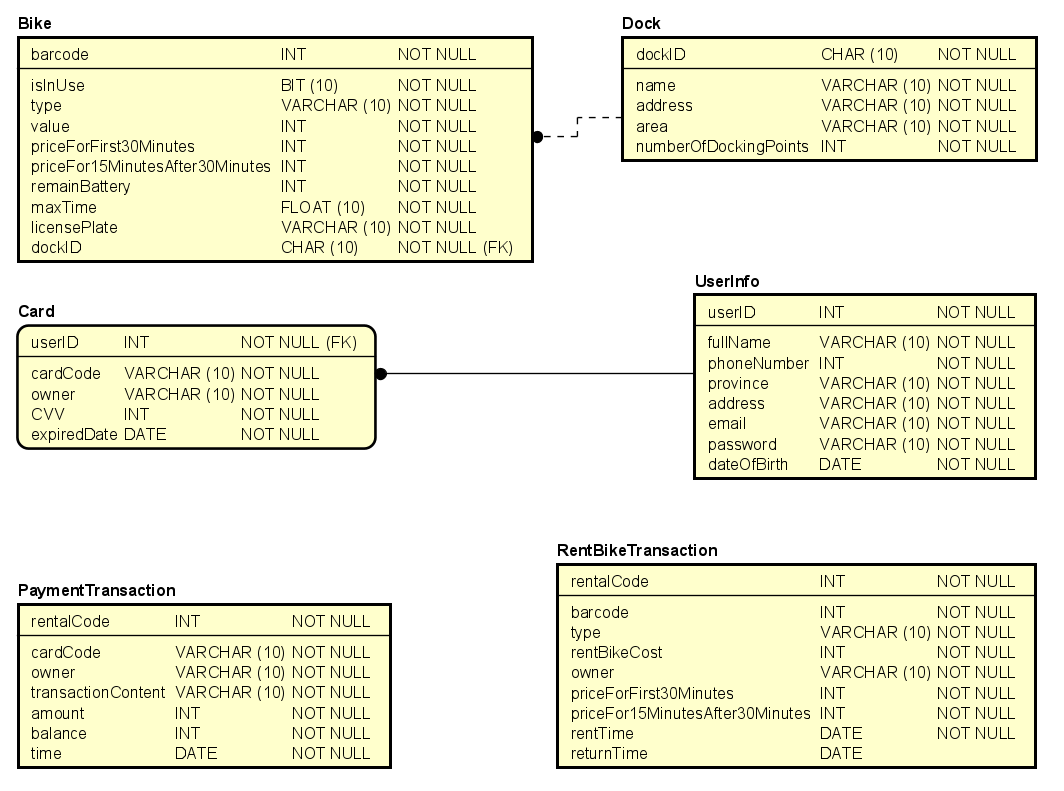 Bike
barcode INT NOT NULL
isInUse BIT (10) NOT NULL
type VARCHAR (10) NOT NULL
value INT NOT NULL
priceForFirst30Minutes INT NOT NULL
priceFor15MinutesAfter30Minutes INT NOT NULL
remainBattery INT NOT NULL
maxTime FLOAT (10) NOT NULL
licensePlate VARCHAR (10) NOT NULL
dockID CHAR (10) NOT NULL (FK)
Dock
dockID CHAR (10) NOT NULL
name VARCHAR (10) NOT NULL
address VARCHAR (10) NOT NULL
area VARCHAR (10) NOT NULL
numberOfDockingPoints INT NOT NULL
Card
userID INT NOT NULL (FK)
cardCode VARCHAR (10) NOT NULL
owner VARCHAR (10) NOT NULL
CVV INT NOT NULL
expiredDate DATE NOT NULL
UserInfo
userID INT NOT NULL
fullName VARCHAR (10) NOT NULL
phoneNumber INT NOT NULL
province VARCHAR (10) NOT NULL
address VARCHAR (10) NOT NULL
email VARCHAR (10) NOT NULL
password VARCHAR (10) NOT NULL
dateOfBirth DATE NOT NULL
PaymentTransaction
rentalCode INT NOT NULL
cardCode VARCHAR (10) NOT NULL
owner VARCHAR (10) NOT NULL
transactionContent VARCHAR (10) NOT NULL
amount INT NOT NULL
balance INT NOT NULL
time DATE NOT NULL
RentBikeTransaction
rentalCode INT NOT NULL
barcode INT NOT NULL
type VARCHAR (10) NOT NULL
rentBikeCost INT NOT NULL
owner VARCHAR (10) NOT NULL
priceForFirst30Minutes INT NOT NULL
priceFor15MinutesAfter30Minutes INT NOT NULL
rentTime DATE NOT NULL
returnTime DATE